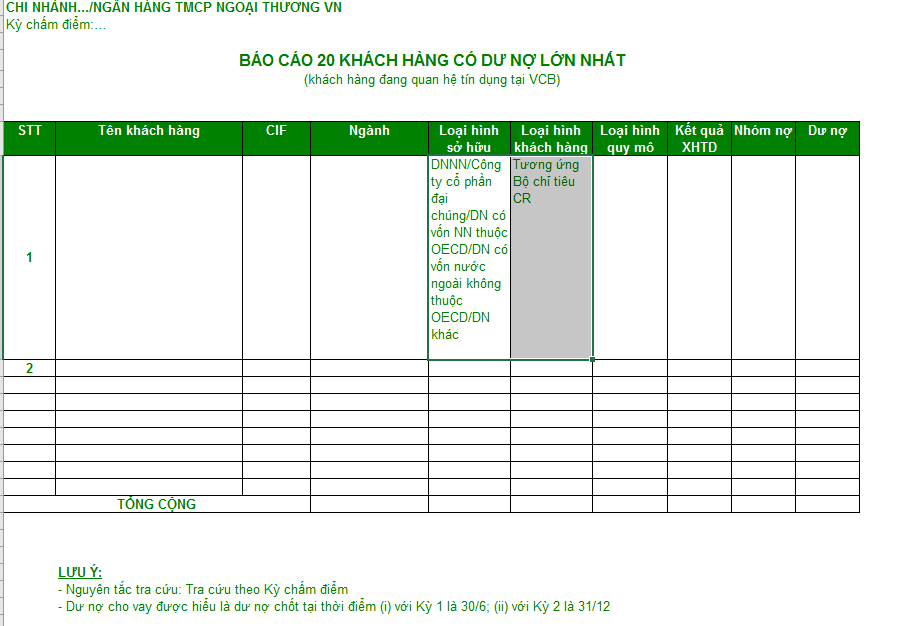 CHI NHÁNH.../NGÂN HÀNG TMCP NGOẠI THƯƠNG VN
Kỳ chấm điểm:...
BÁO CÁO 20 KHÁCH HÀNG CÓ DƯ NỢ LỚN NHẤT
(khách hàng đang quan hệ tín dụng tại VCB)
STT Tên khách hàng CIF Ngành Loại hình sở hữu Loại hình khách hàng Loại hình quy mô Kết quả XHTD Nhóm nợ Dư nợ
1
DNNN/Công
ty cổ phần
đại
chúng/DN có
vốn NN thuộc
OECD/DN có
vốn nước
ngoài không
thuộc
OECD/DN
khác
Tương ứng
Bộ chỉ tiêu
CR
2
TỔNG CỘNG
LƯU Ý:
- Nguyên tắc tra cứu: Tra cứu theo Kỳ chấm điểm
- Dư nợ cho vay được hiểu là dư nợ chốt tại thời điểm (i) với Kỳ 1 là 30/6; (ii) với Kỳ 2 là 31/12